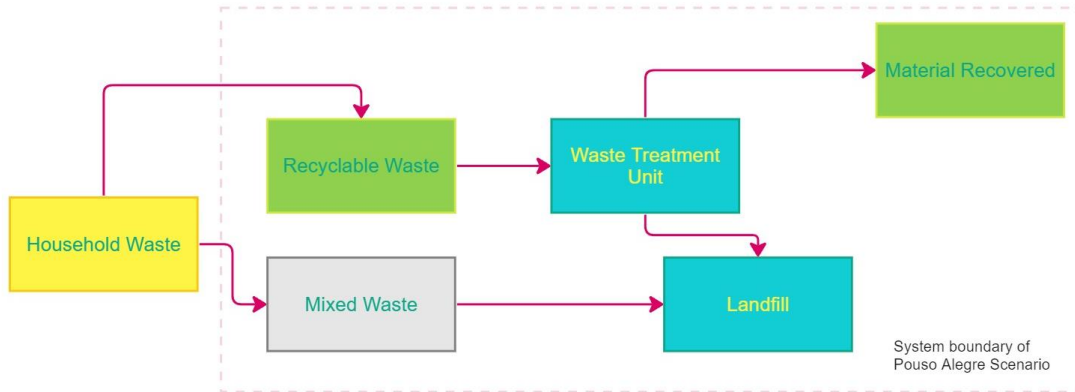 Material Recovered
Recyclable Waste
Waste Treatment
Unit
Household Waste
Mixed Waste
Landfill
System boundary of
Pouso Alegre Scenario